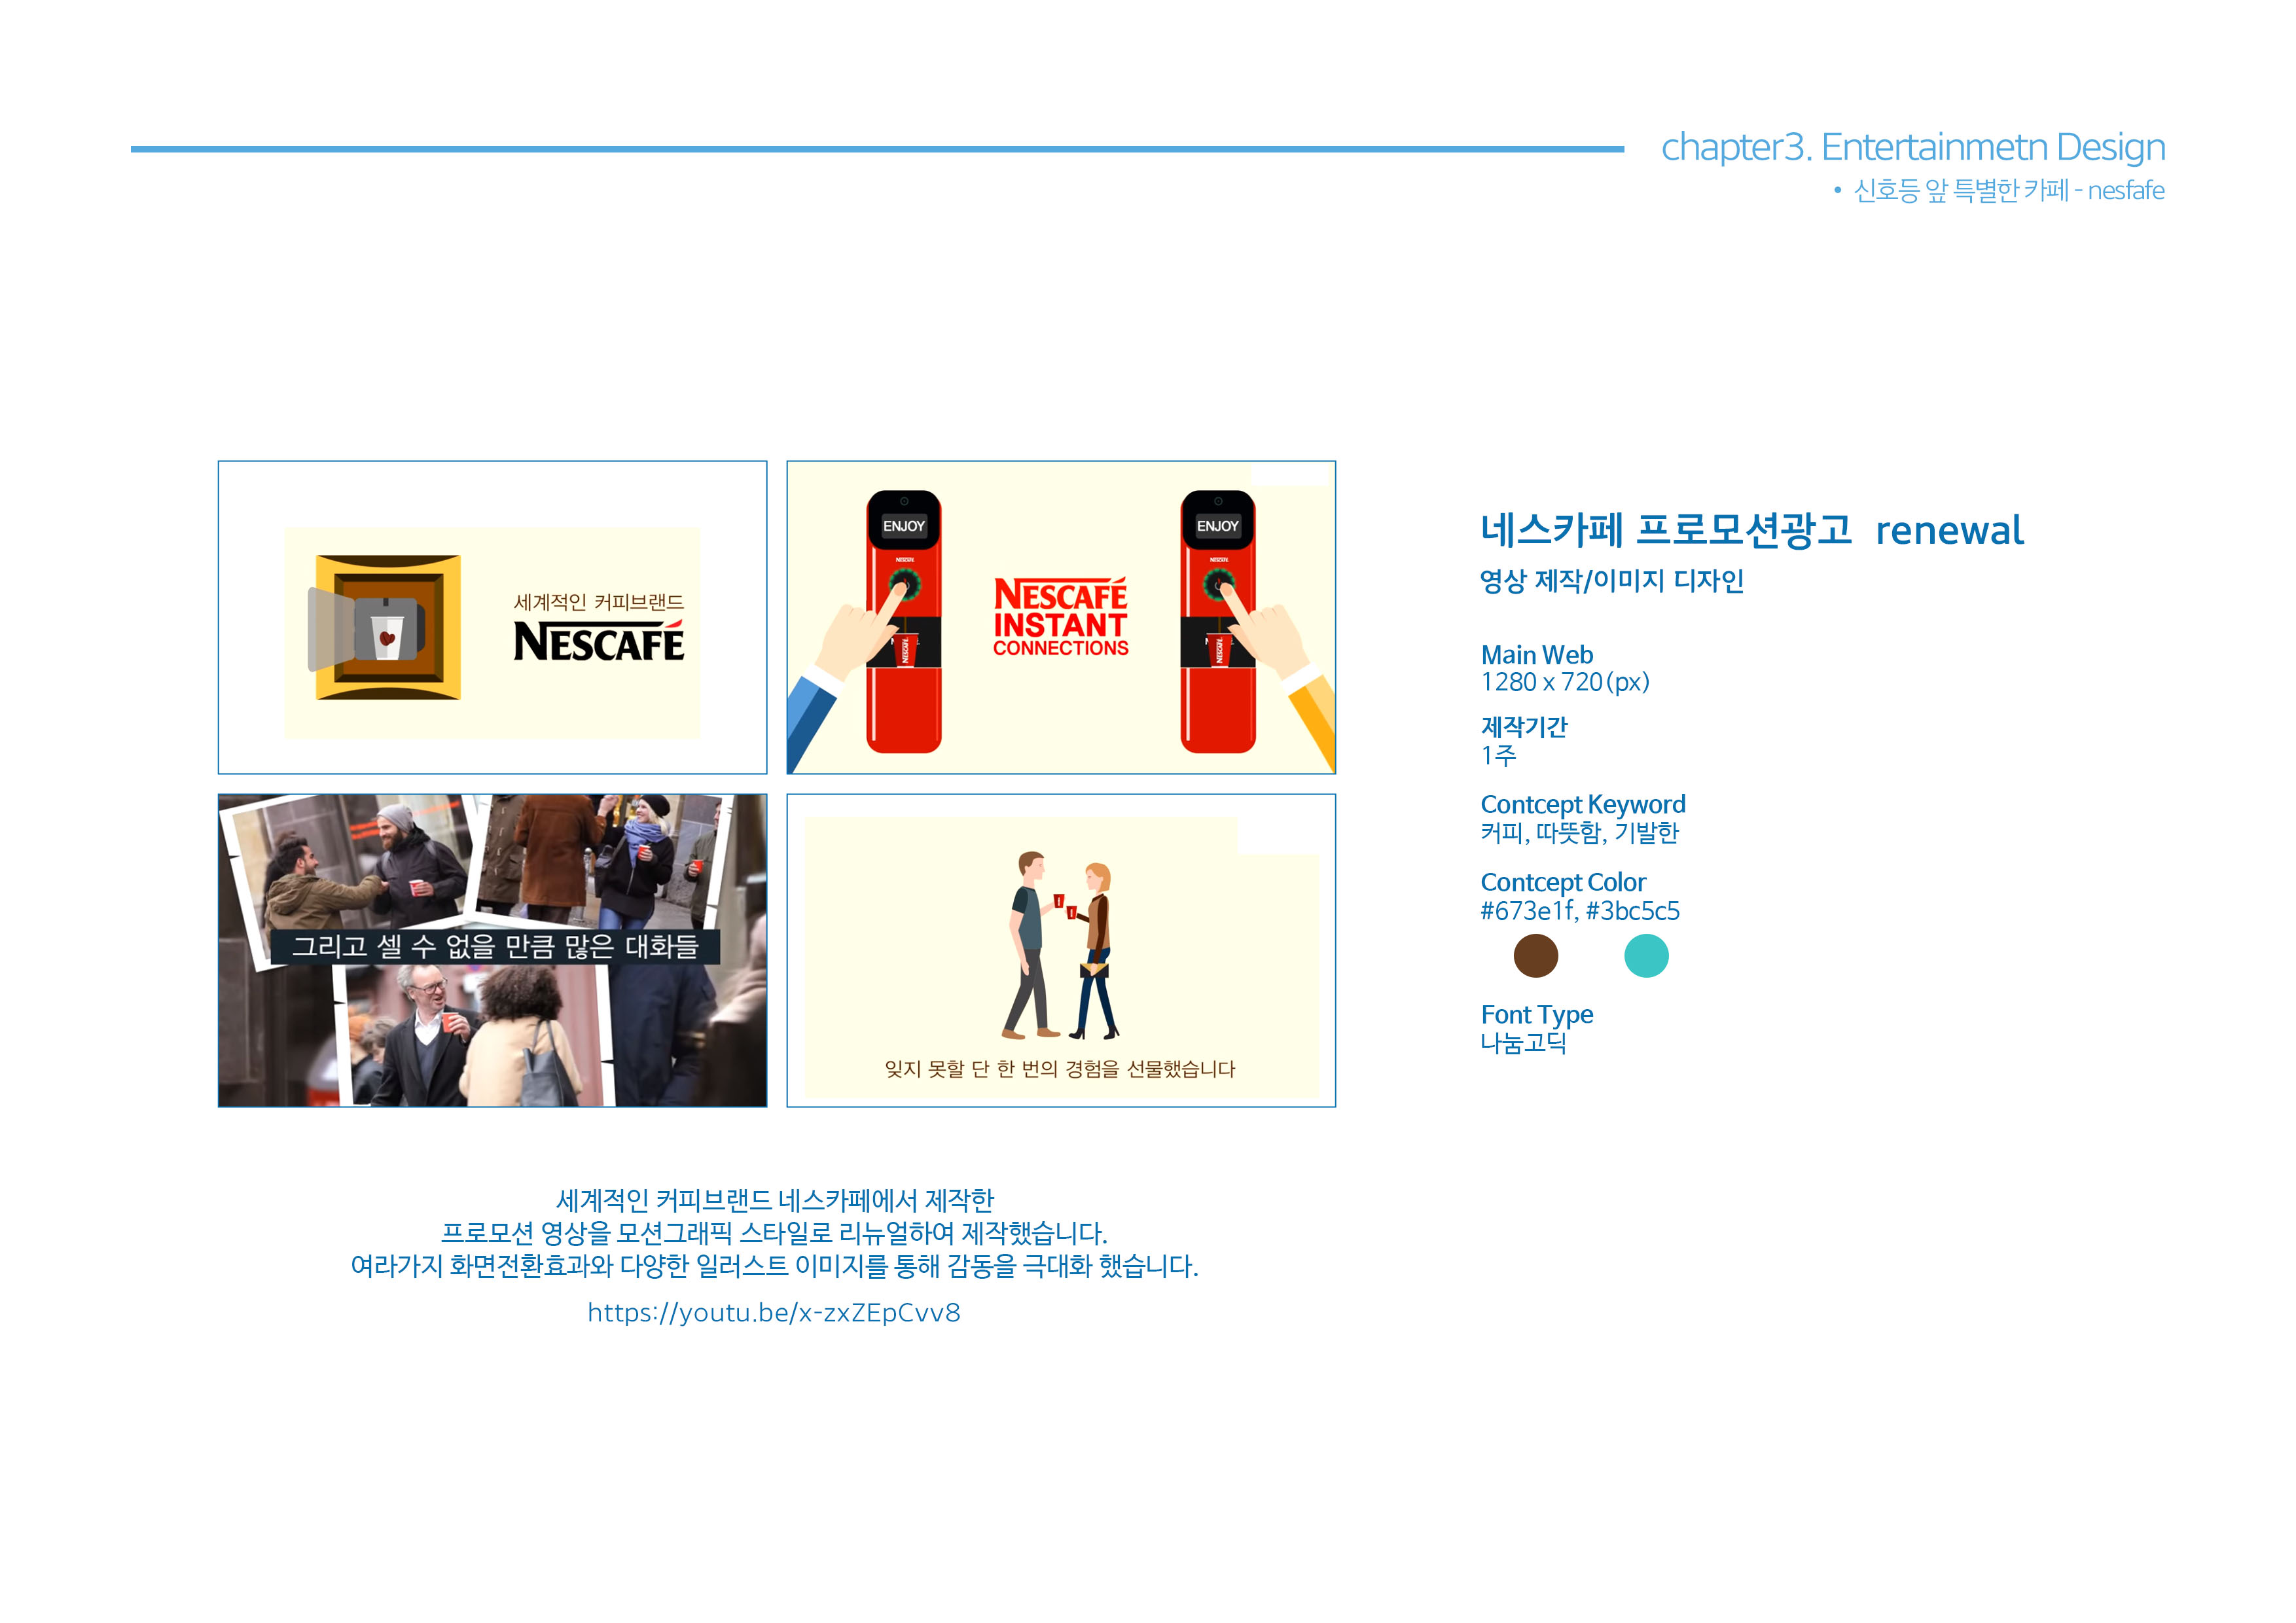 chapter3. Entertainmetn Design
• 신호등 앞 특별한 카페 - nesfafe
세계적인 커피브랜드
NESCAFÉ
ENJOY
NESCAFÉ
NESCAFÉ
NESCAFÉ
INSTANT
CONNECTIONS
ENJOY
NESCAFÉ
NESCAFÉ
그리고 셀 수 없을 만큼 많은 대화들
잊지 못할 단 한 번의 경험을 선물했습니다
네스카페 프로모션광고 renewal
영상 제작/이미지 디자인
Main Web
1280 x 720(px)
제작기간
1주
Contcept Keyword
커피, 따뜻함, 기발한
Contcept Color
#673e1f, #3bc5c5
Font Type
나눔고딕
세계적인 커피브랜드 네스카페에서 제작한
프로모션 영상을 모션그래픽 스타일로 리뉴얼하여 제작했습니다.
여라가지 화면전환효과와 다양한 일러스트 이미지를 통해 감동을 극대화 했습니다.
https://youtu.be/x-zxZEpCvv8